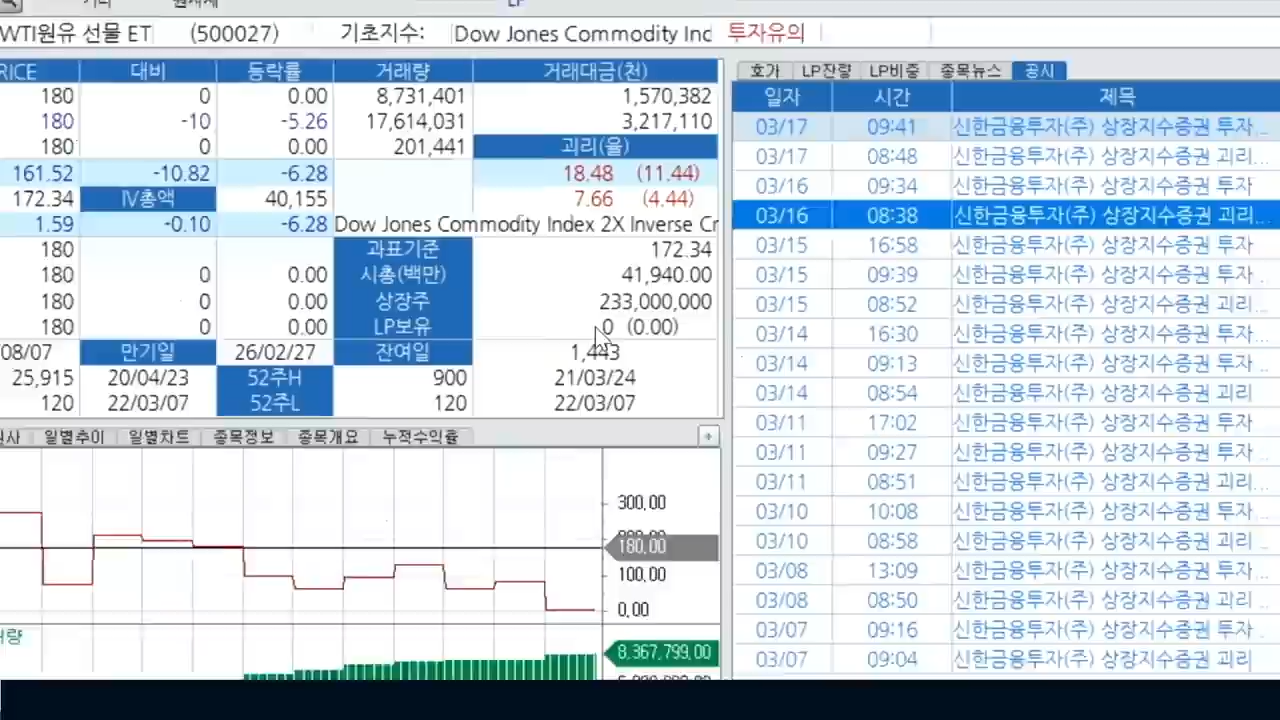 LP
WTI원유 선물 ET (500027) 기초지수: Dow Jones Commodity Ind 투자유의
RICE 대비 등락률 거래량 거래대금(천)
180 0 0.00 8,731,401 1,570,382
180 -10 -5.26 17,614,031 3,217,110
180 0 0.00 201,441 괴리(율)
161.52 -10.82 -6.28 18.48 (11.44)
172.34 IV총액 40,155 7.66 (4.44)
1.59 -0.10 -6.28 Dow Jones Commodity Index 2X Inverse Cr
180 과표기준 172.34
180 0 0.00 시총(백만) 41,940.00
180 0 0.00 상장주 233,000,000
180 0 0.00 LP보유 0 (0.00)
08/07 만기일 26/02/27 잔여일 1,443
25,915 20/04/23 52주H 900 21/03/24
120 22/03/07 52주L 120 22/03/07
일별추이 일별차트 종목정보 종목개요 누적수익률 +
300.00
180.00
100.00
0.00
8,367,799.00
호가 LP잔량 LP비중 종목뉴스 공시
일자 시간 제목
03/17 09:41 신한금융투자(주) 상장지수증권 투자...
03/17 08:48 신한금융투자(주) 상장지수증권 괴리...
03/16 09:34 신한금융투자(주) 상장지수증권 투자
03/16 08:38 신한금융투자(주) 상장지수증권 괴리...
03/15 16:58 신한금융투자(주) 상장지수증권 투자
03/15 09:39 신한금융투자(주) 상장지수증권 투자...
03/15 08:52 신한금융투자(주) 상장지수증권 괴리...
03/14 16:30 신한금융투자(주) 상장지수증권 투자...
03/14 09:13 신한금융투자(주) 상장지수증권 투자...
03/14 08:54 신한금융투자(주) 상장지수증권 괴리...
03/11 17:02 신한금융투자(주) 상장지수증권 투자...
03/11 09:27 신한금융투자(주) 상장지수증권 투자...
03/11 08:51 신한금융투자(주) 상장지수증권 괴리...
03/10 10:08 신한금융투자(주) 상장지수증권 투자...
03/10 08:58 신한금융투자(주) 상장지수증권 괴리...
03/08 13:09 신한금융투자(주) 상장지수증권 투자...
03/08 08:50 신한금융투자(주) 상장지수증권 괴리...
03/07 09:16 신한금융투자(주) 상장지수증권 투자...
03/07 09:04 신한금융투자(주) 상장지수증권 괴리